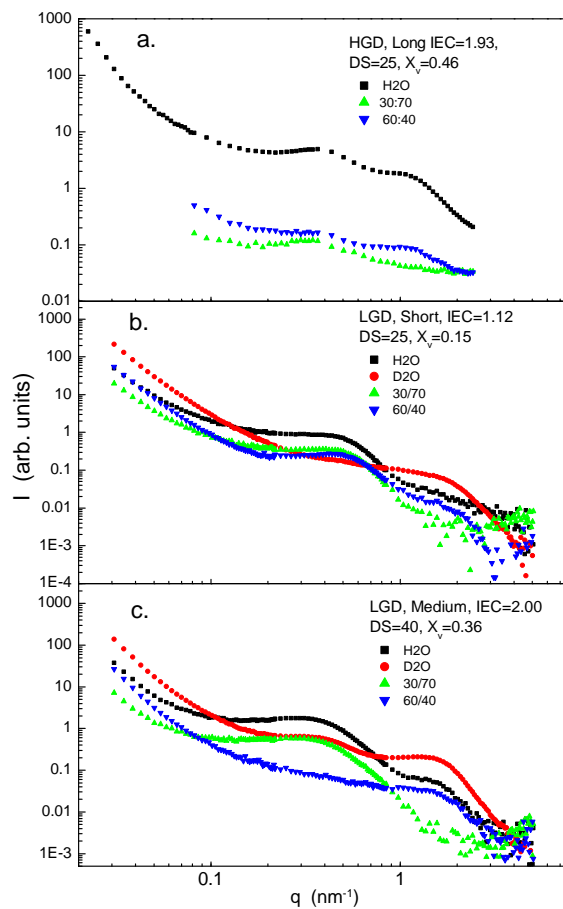 a.
HGD, Long IEC=1.93,
DS=25, Xv=0.46
H2O
30:70
60:40
1000
100
10
1
0.1
0.01
b.
LGD, Short, IEC=1.12
DS=25, Xv=0.15
H2O
D2O
30/70
60/40
100
10
1
0.1
0.01
1E-3
1E-4
I (arb. units)
c.
LGD, Medium, IEC=2.00
DS=40, Xv=0.36
H2O
D2O
30/70
60/40
100
10
1
0.1
0.01
1E-3
0.1 1
q (nm-1)